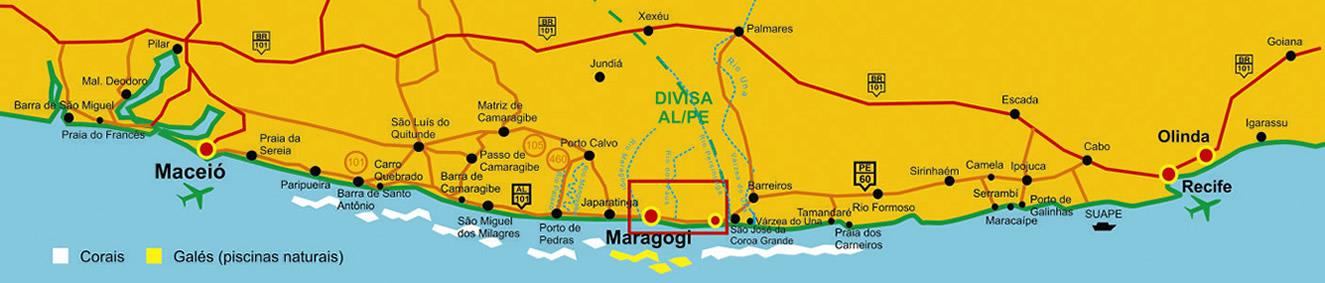 Xexéu
BR
101
BR
101
Palmares
Goiana
Pilar
BR
101
Jundiá
Rio Una
BR
101
Mal. Deodoro
DIVISA
AL/PE
Escada
Barra de São Miguel
Matriz de
Camaragibe
Praia do Francês
São Luís do
Quitunde
Igarassu
Olinda
Praia da
Sereia
105
Porto Calvo
Cabo
Maceió
101
Passo de
Camaragibe
460
Carro
Quebrado
PE
60
Sirinhaém
Camela
Ipojuca
Recife
Paripueira
Barra de Santo
Antônio
Barra de
Camaragibe
AL
101
Barreiros
Japaratinga
Rio Formoso
Serrambí
Porto de
Galinhas
Maracaípe
SUAPE
São Miguel
dos Milagres
Porto de
Pedras
Maragogi
São José da
Coroa Grande
Várzea do Una
Tamandaré
Praia dos
Carneiros
Corais
Galés (piscinas naturais)